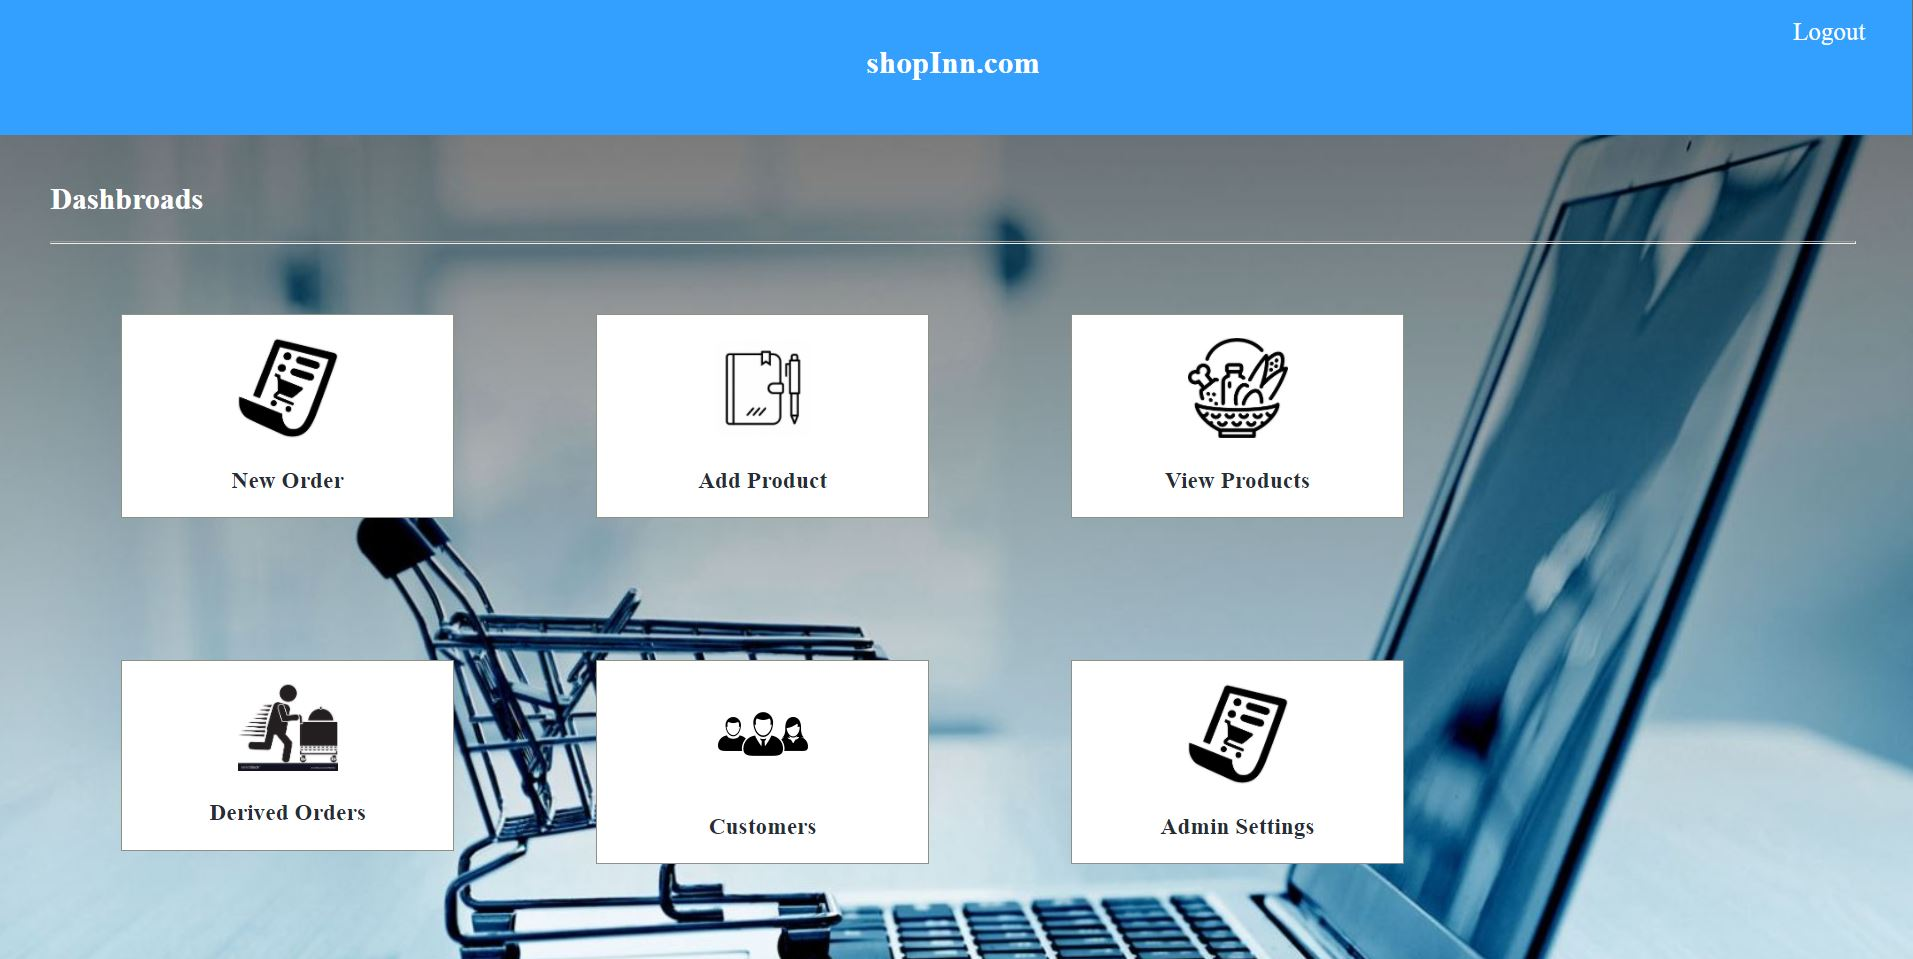 Logout
shopInn.com
Dashbroads
New Order
Add Product
View Products
Derived Orders
Customers
Admin Settings